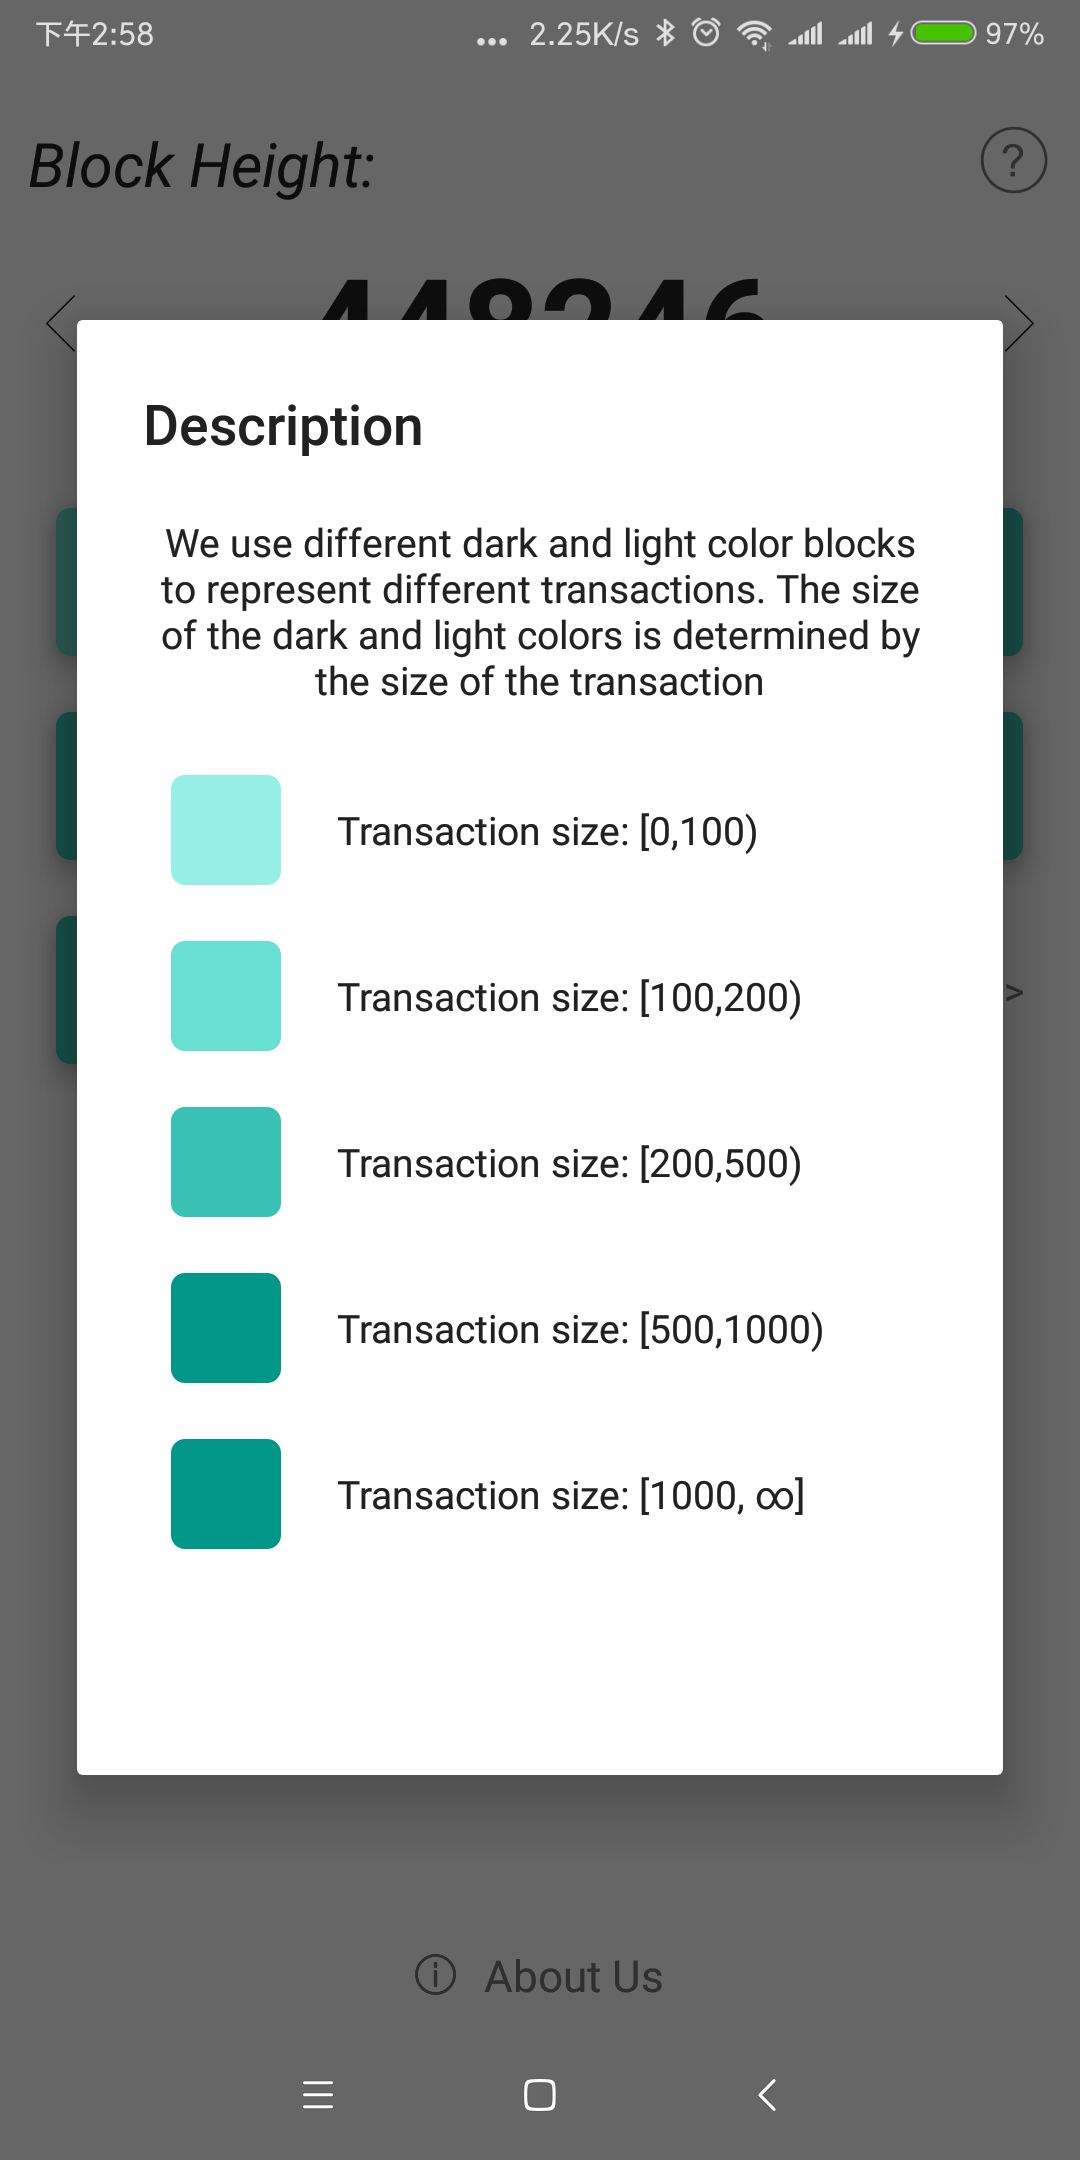 下午2:58
... 2.25K/s 97%
Block Height:
?
448246
Description
We use different dark and light color blocks
to represent different transactions. The size
of the dark and light colors is determined by
the size of the transaction
Transaction size: [0,100)
Transaction size: [100,200)
>
Transaction size: [200,500)
Transaction size: [500,1000)
Transaction size: [1000, ∞]
About Us